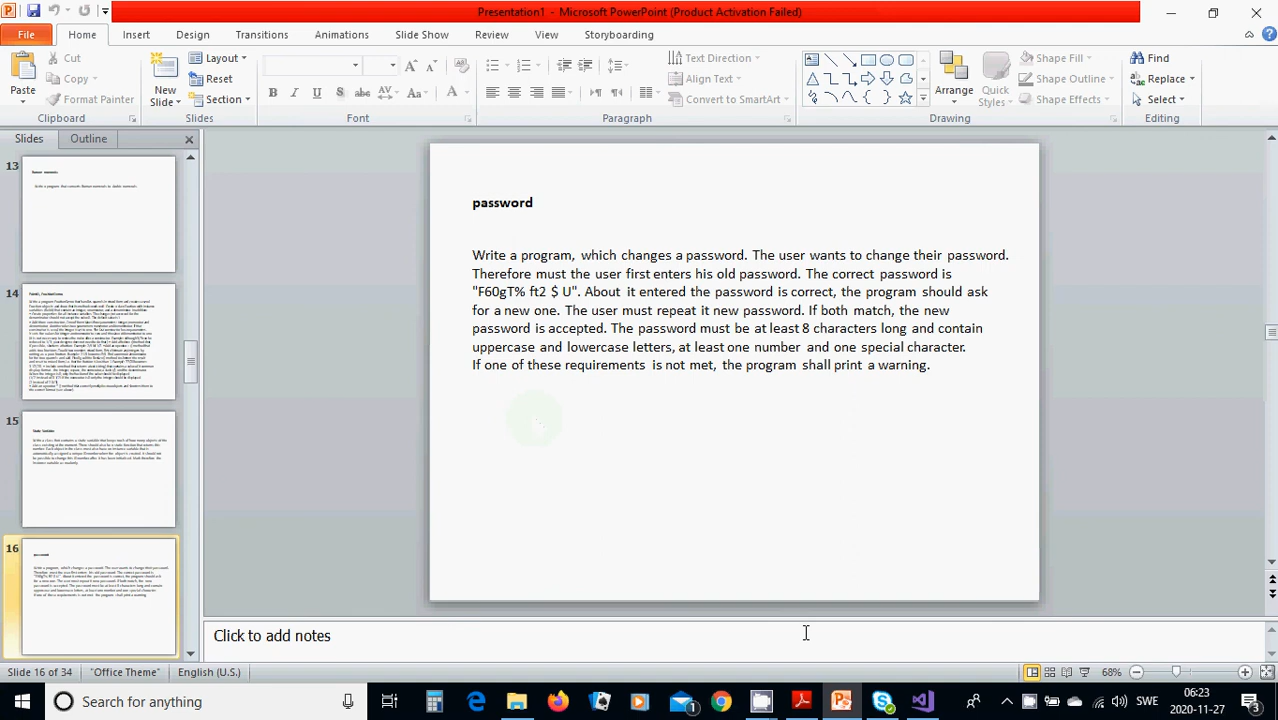 Presentation1 - Microsoft PowerPoint (Product Activation Failed)
File Home Insert Design Transitions Animations Slide Show Review View Storyboarding
Cut Layout Text Direction Shape Fill Find
Copy Reset Align Text Shape Outline Replace
Paste Format Painter New Slide Section Convert to SmartArt Arrange Quick Styles Shape Effects Select
Clipboard Slides Font Paragraph Drawing Editing
Slides Outline
13
14
15
16
password
Write a program, which changes a password. The user wants to change their password.
Therefore must the user first enters his old password. The correct password is
"F60gT% ft2 $ U". About it entered the password is correct, the program should ask
for a new one. The user must repeat it new password. If both match, the new
password is accepted. The password must be at least characters long and contain
uppercase and lowercase letters, at least one number and one special character.
If one of these requirements is not met, the program shall print a warning.
Click to add notes
Slide 16 of 34 "Office Theme" English (U.S.) 68%
Search for anything
SWE
06:23
2020-11-27